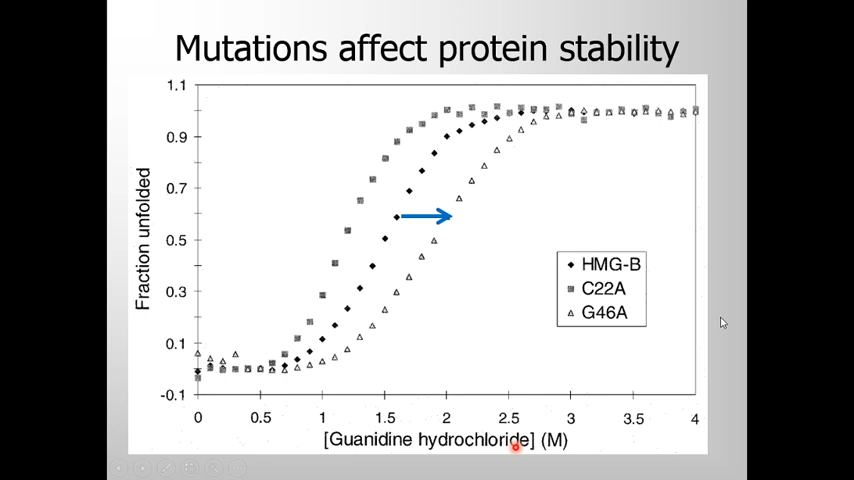 Mutations affect protein stability
1.1
0.9
0.7
0.5
0.3
0.1
-0.1
Fraction unfolded
HMG-B
C22A
G46A
0 0.5 1 1.5 2 2.5 3 3.5 4
[Guanidine hydrochloride] (M)